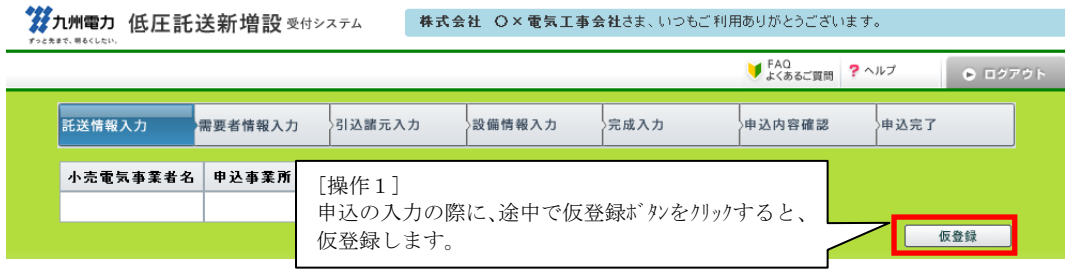 九州電力 低圧託送新増設 受付システム
ずっと先まで、明るくしたい。
株式会社 ○×電気工事会社さま、いつもご利用ありがとうございます。
FAQ
よくあるご質問
? ヘルプ
ログアウト
託送情報入力 需要者情報入力 引込諸元入力 設備情報入力 完成入力 申込内容確認 申込完了
小売電気事業者名 申込事業所
[操作1]
申込の入力の際に、途中で仮登録ﾎﾞﾀﾝをｸﾘｯｸすると、
仮登録します。
仮登録